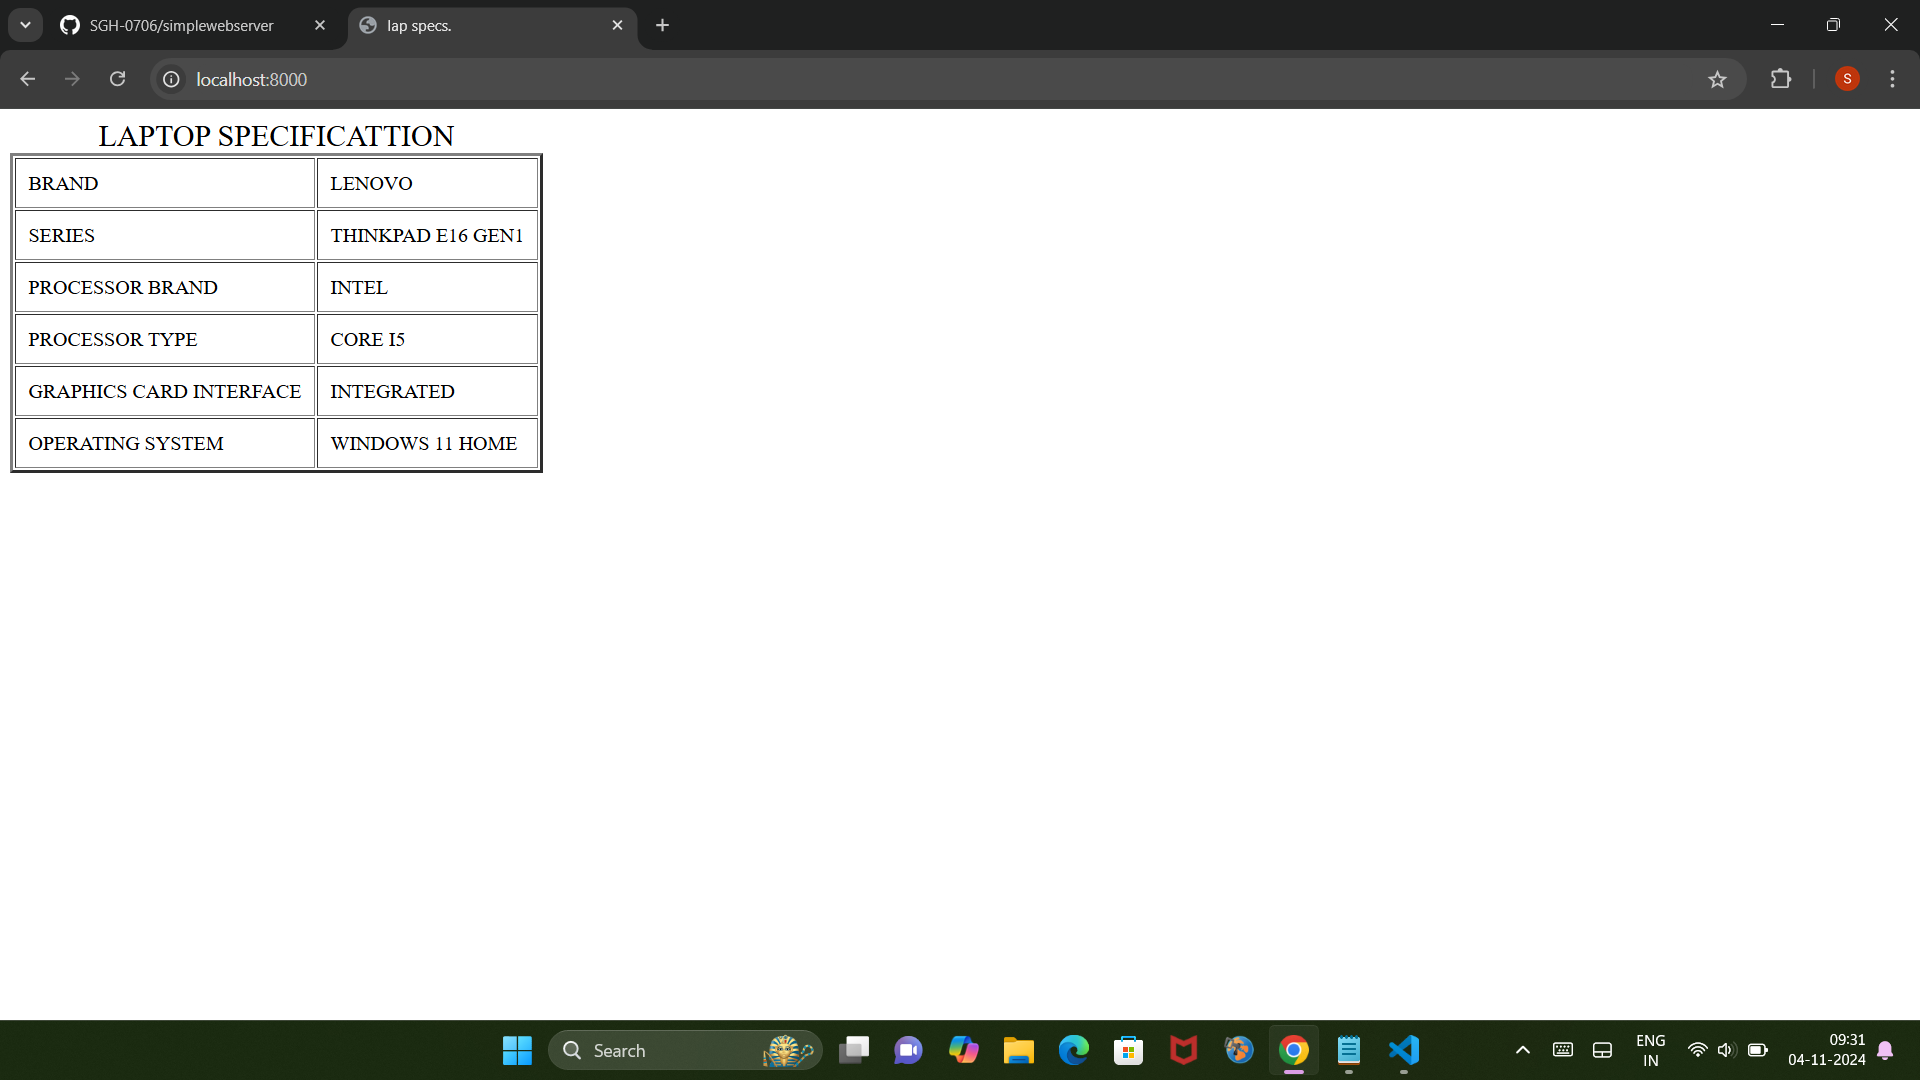 SGH-0706/simplewebserver
lap specs.
localhost:8000
S
LAPTOP SPECIFICATTION
BRAND LENOVO
SERIES THINKPAD E16 GEN1
PROCESSOR BRAND INTEL
PROCESSOR TYPE CORE I5
GRAPHICS CARD INTERFACE INTEGRATED
OPERATING SYSTEM WINDOWS 11 HOME
Search
ENG
IN
09:31
04-11-2024